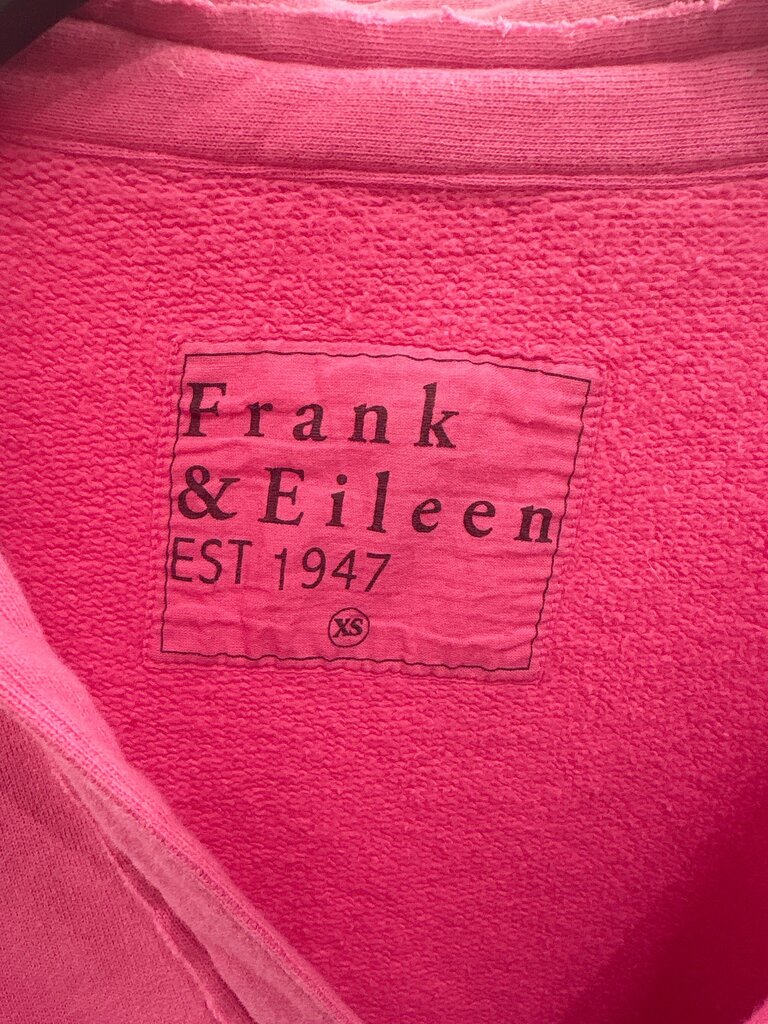 Frank
& Eileen
EST 1947
XS